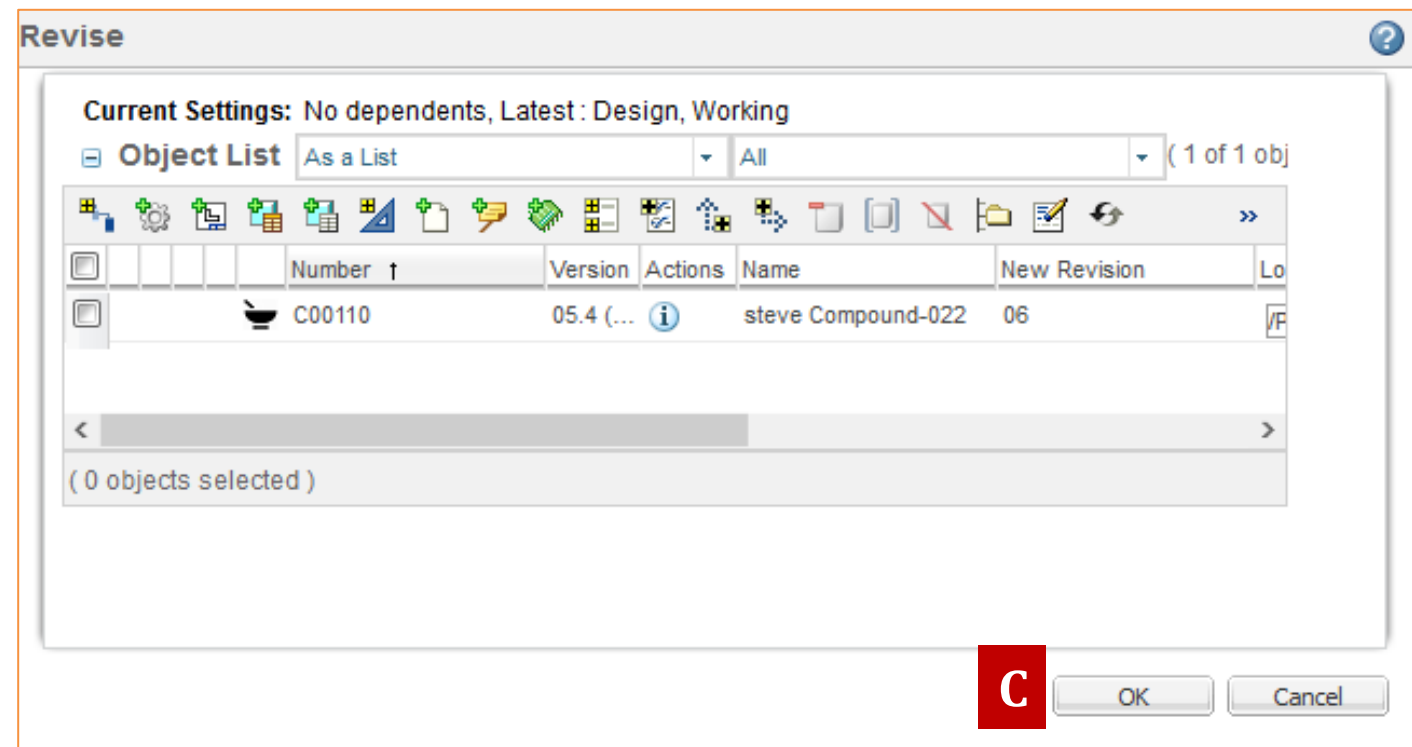 Revise
Current Settings: No dependents, Latest : Design, Working
Object List As a List All ( 1 of 1 obj
Number Version Actions Name New Revision Lo
C00110 05.4 (... steve Compound-022 06 /P
( 0 objects selected )
C OK Cancel